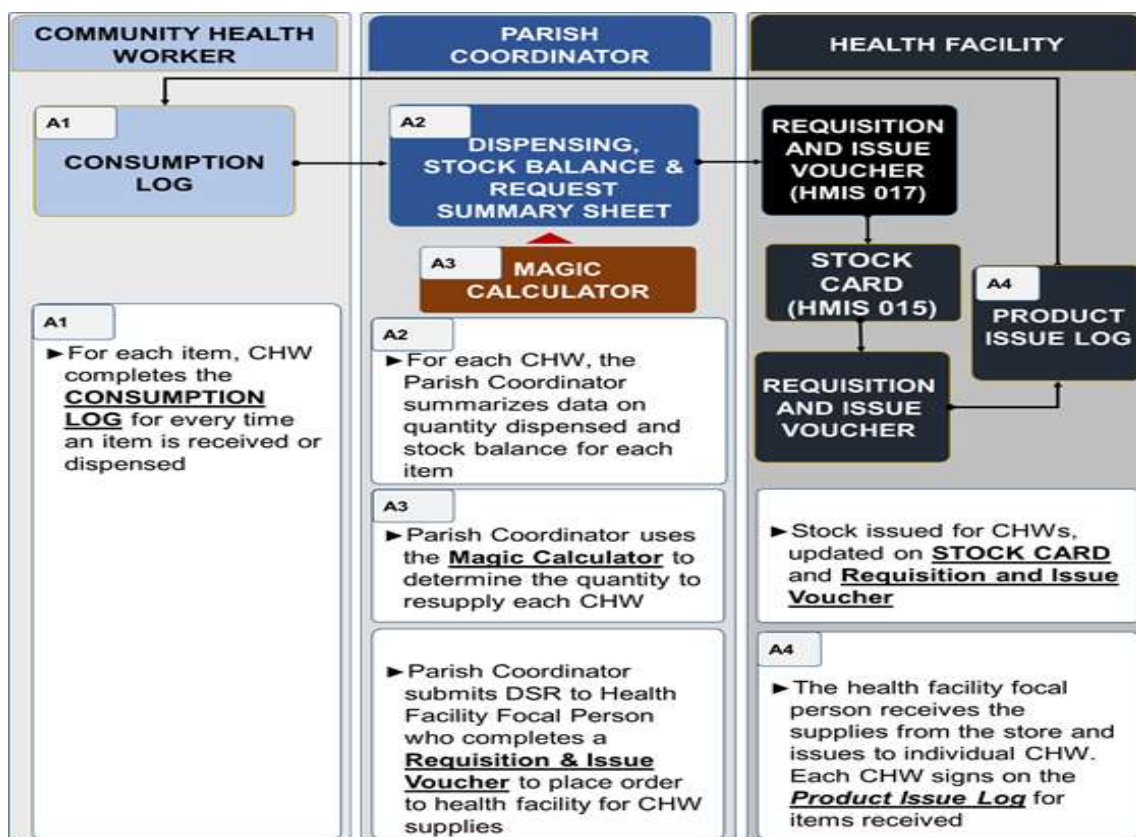 COMMUNITY HEALTH
WORKER
PARISH
COORDINATOR
HEALTH FACILITY
A1
CONSUMPTION
LOG
A2
DISPENSING,
STOCK BALANCE &
REQUEST
SUMMARY SHEET
A3
MAGIC
CALCULATOR
REQUISITION
AND ISSUE
VOUCHER
(HMIS 017)
STOCK
CARD
(HMIS 015)
REQUISITION
AND ISSUE
VOUCHER
A4
PRODUCT
ISSUE LOG
A1
►For each item, CHW
completes the
CONSUMPTION
LOG for every time
an item is received or
dispensed
A2
►For each CHW, the
Parish Coordinator
summarizes data on
quantity dispensed and
stock balance for each
item
A3
►Parish Coordinator uses
the Magic Calculator to
determine the quantity to
resupply each CHW
►Parish Coordinator
submits DSR to Health
Facility Focal Person
who completes a
Requisition & Issue
Voucher to place order
to health facility for CHW
supplies
►Stock issued for CHWs,
updated on STOCK CARD
and Requisition and Issue
Voucher
A4
►The health facility focal
person receives the
supplies from the store and
issues to individual CHW.
Each CHW signs on the
Product Issue Log for
items received